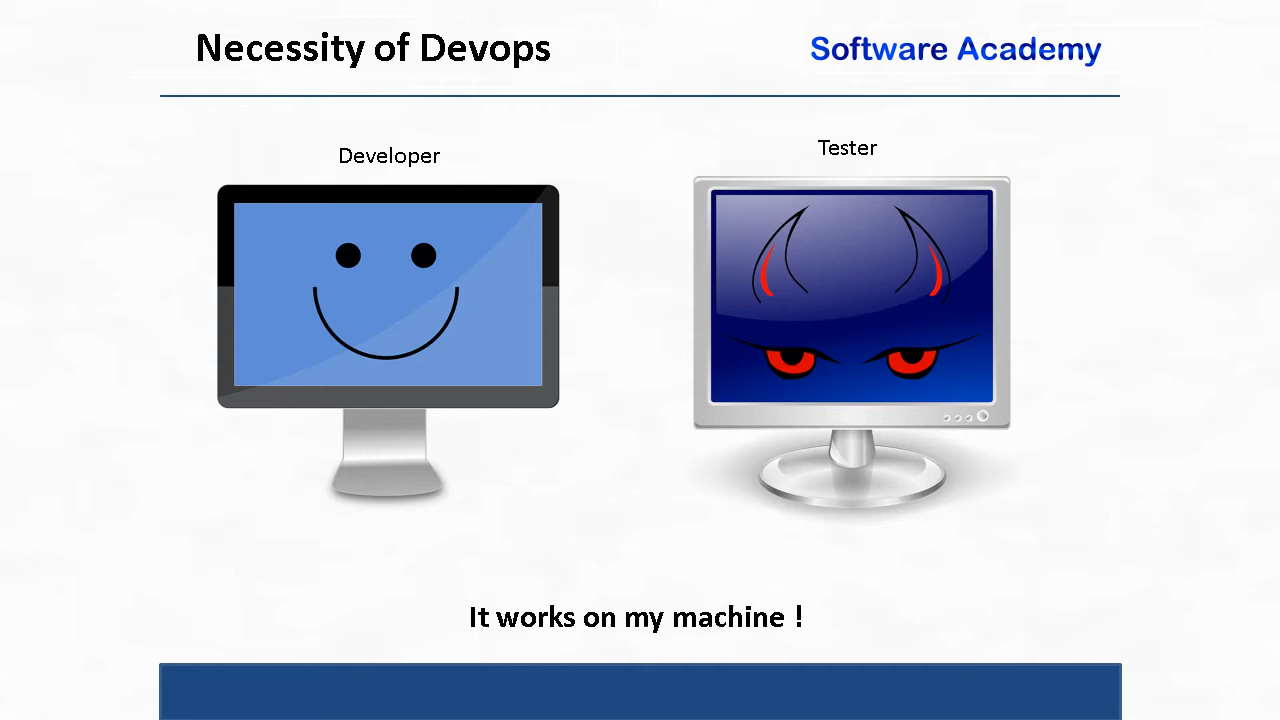 Necessity of Devops
Software Academy
Developer
Tester
It works on my machine !